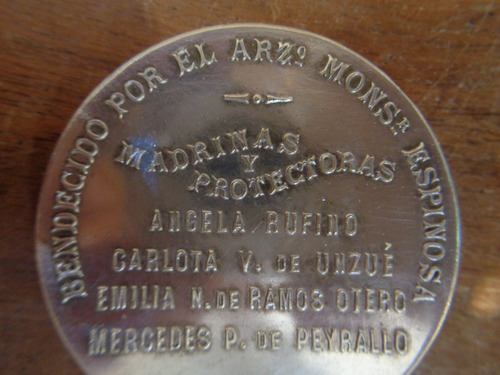 BENDECIDO POR EL ARZº MONSR ESPINOSA
MADRINAS
Y
PROTECTORAS
ANGELA RUFINO
CARLOTA V. DE UNZUÉ
EMILIA N. DE RAMOS OTERO
MERCEDES P. DE PEYRALLO